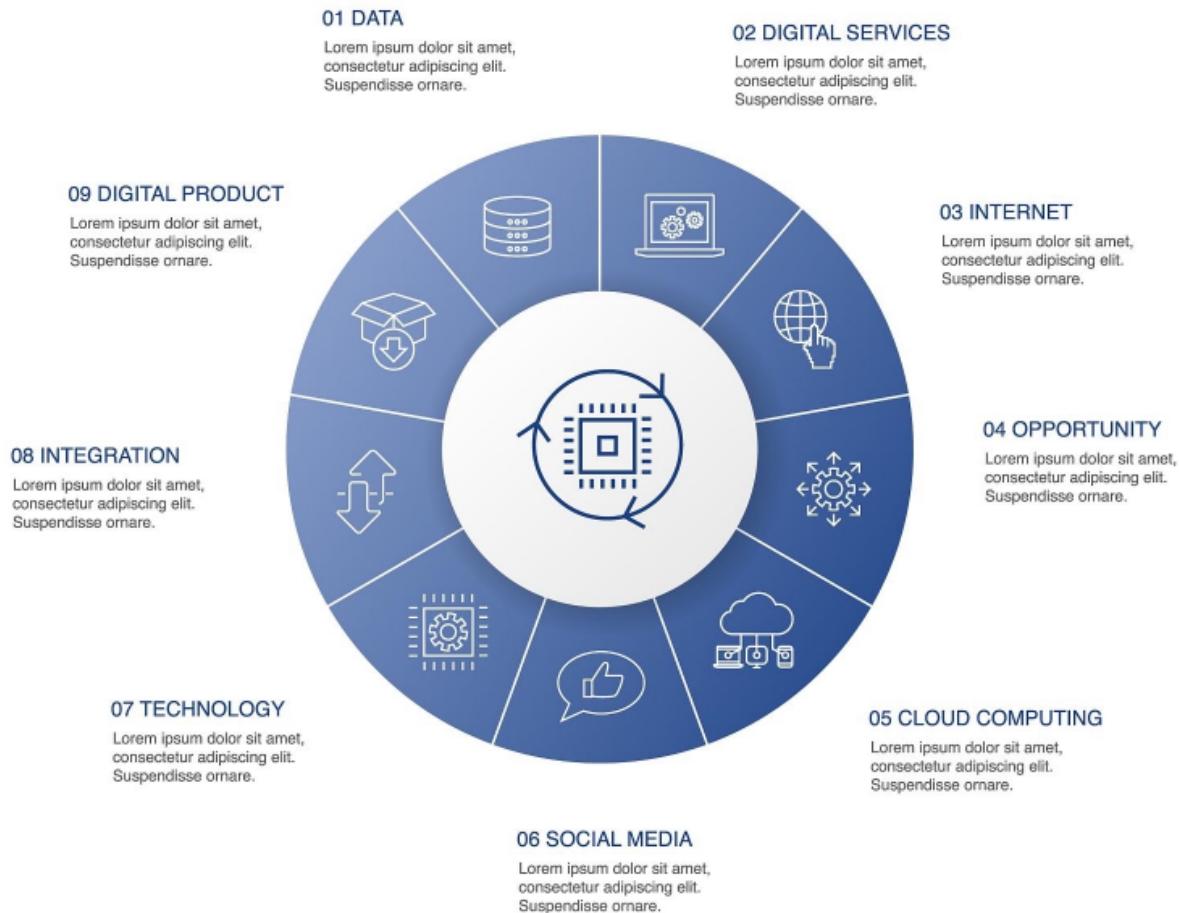 01 DATA
Lorem ipsum dolor sit amet,
consectetur adipiscing elit.
Suspendisse ornare.
02 DIGITAL SERVICES
Lorem ipsum dolor sit amet,
consectetur adipiscing elit.
Suspendisse ornare.
03 INTERNET
Lorem ipsum dolor sit amet,
consectetur adipiscing elit.
Suspendisse ornare.
04 OPPORTUNITY
Lorem ipsum dolor sit amet,
consectetur adipiscing elit.
Suspendisse ornare.
05 CLOUD COMPUTING
Lorem ipsum dolor sit amet,
consectetur adipiscing elit.
Suspendisse ornare.
06 SOCIAL MEDIA
Lorem ipsum dolor sit amet,
consectetur adipiscing elit.
Suspendisse ornare.
07 TECHNOLOGY
Lorem ipsum dolor sit amet,
consectetur adipiscing elit.
Suspendisse ornare.
08 INTEGRATION
Lorem ipsum dolor sit amet,
consectetur adipiscing elit.
Suspendisse ornare.
09 DIGITAL PRODUCT
Lorem ipsum dolor sit amet,
consectetur adipiscing elit.
Suspendisse ornare.